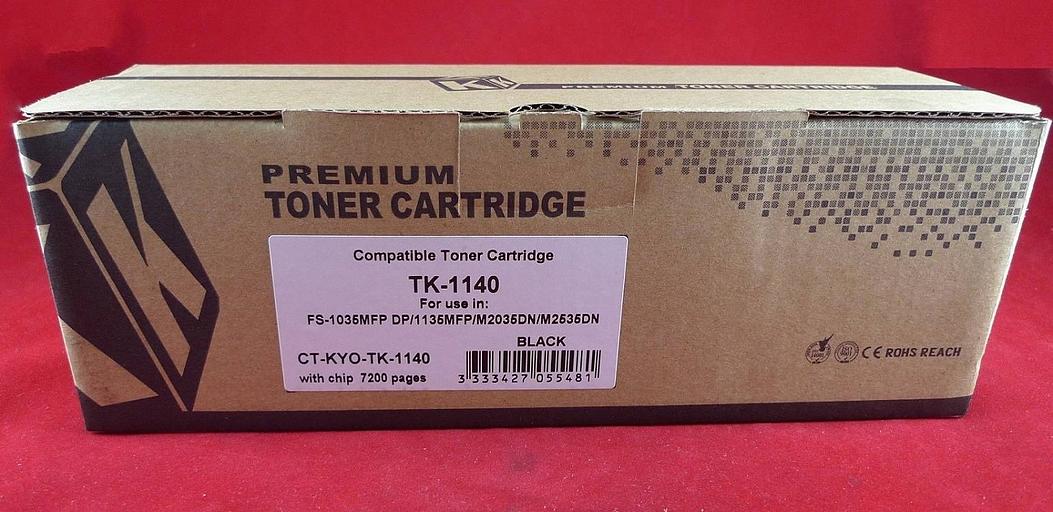 K K PREMIUM TONER CARTRIDGE
PREMIUM
TONER CARTRIDGE
Compatible Toner Cartridge
TK-1140
For use in:
FS-1035MFP DP/1135MFP/M2035DN/M2535DN
BLACK
CT-KYO-TK-1140
with chip 7200 pages
3 333427 055481
CE ROHS REACH